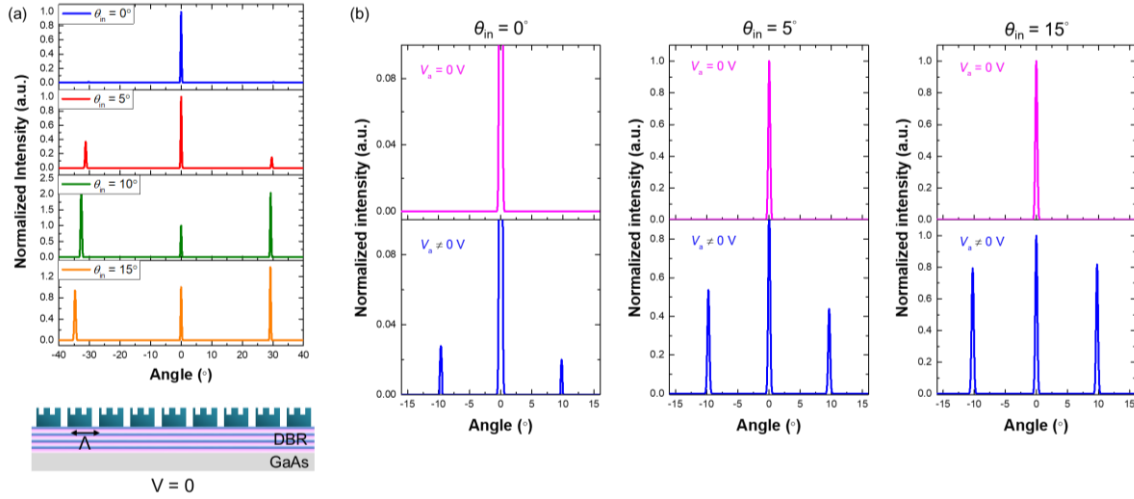 (a)
Normalized Intensity (a.u.)
θin = 0°
1.0
0.8
0.6
0.4
0.2
0.0
θin = 5°
1.0
0.8
0.6
0.4
0.2
0.0
θin = 10°
2.5
2.0
1.5
1.0
0.5
0.0
θin = 15°
1.2
0.8
0.4
0.0
-40 -30 -20 -10 0 10 20 30 40
Angle (°)
Λ
DBR
GaAs
V = 0
(b)
θin = 0°
Normalized intensity (a.u.)
Va = 0 V
0.08
0.04
0.00
Va ≠ 0 V
0.08
0.04
0.00
-15 -10 -5 0 5 10 15
Angle (°)
θin = 5°
Normalized intensity (a.u.)
Va = 0 V
1.0
0.8
0.6
0.4
0.2
0.0
Va ≠ 0 V
0.8
0.6
0.4
0.2
0.0
-15 -10 -5 0 5 10 15
Angle (°)
θin = 15°
Normalized intensity (a.u.)
Va = 0 V
1.0
0.8
0.6
0.4
0.2
0.0
Va ≠ 0 V
1.0
0.8
0.6
0.4
0.2
0.0
-15 -10 -5 0 5 10 15
Angle (°)